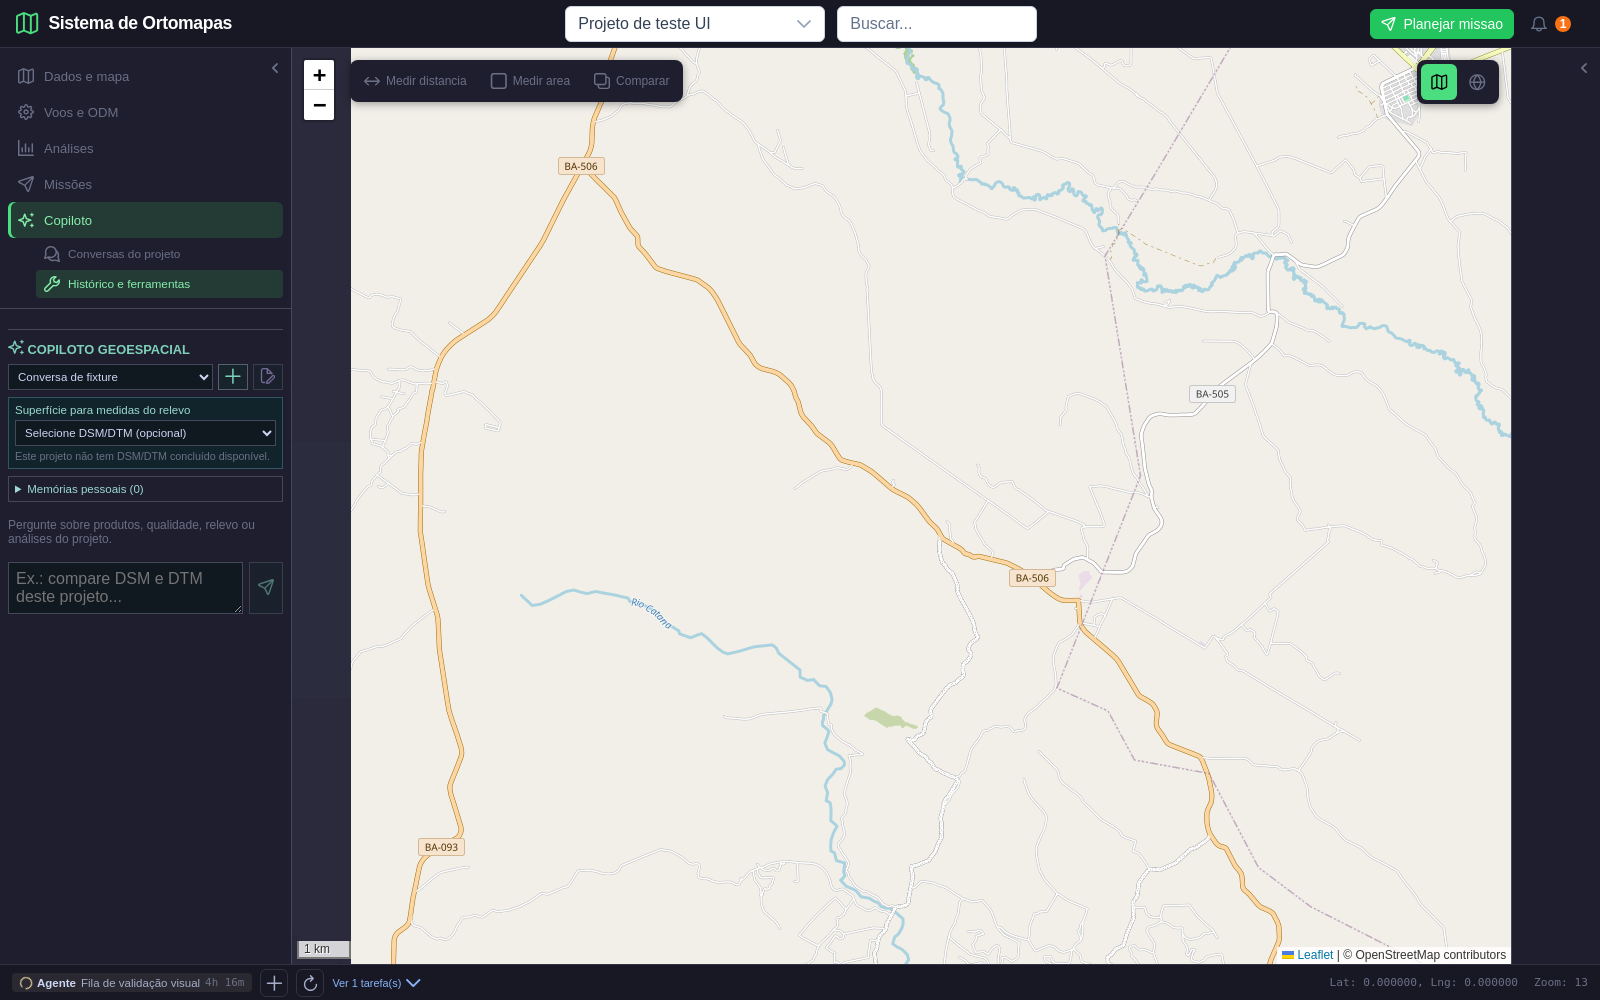 Sistema de Ortomapas
Projeto de teste UI
Buscar...
Planejar missao
1
Dados e mapa
Voos e ODM
Análises
Missões
Copiloto
Conversas do projeto
Histórico e ferramentas
COPILOTO GEOESPACIAL
Conversa de fixture
Superfície para medidas do relevo
Selecione DSM/DTM (opcional)
Este projeto não tem DSM/DTM concluído disponível.
Memórias pessoais (0)
Pergunte sobre produtos, qualidade, relevo ou
análises do projeto.
Ex.: compare DSM e DTM
deste projeto...
+
−
Medir distancia
Medir area
Comparar
BA-506
BA-505
BA-506
Rio Catana
BA-093
1 km
Leaflet | © OpenStreetMap contributors
Agente Fila de validação visual 4h 16m
Ver 1 tarefa(s)
Lat: 0.000000, Lng: 0.000000 Zoom: 13